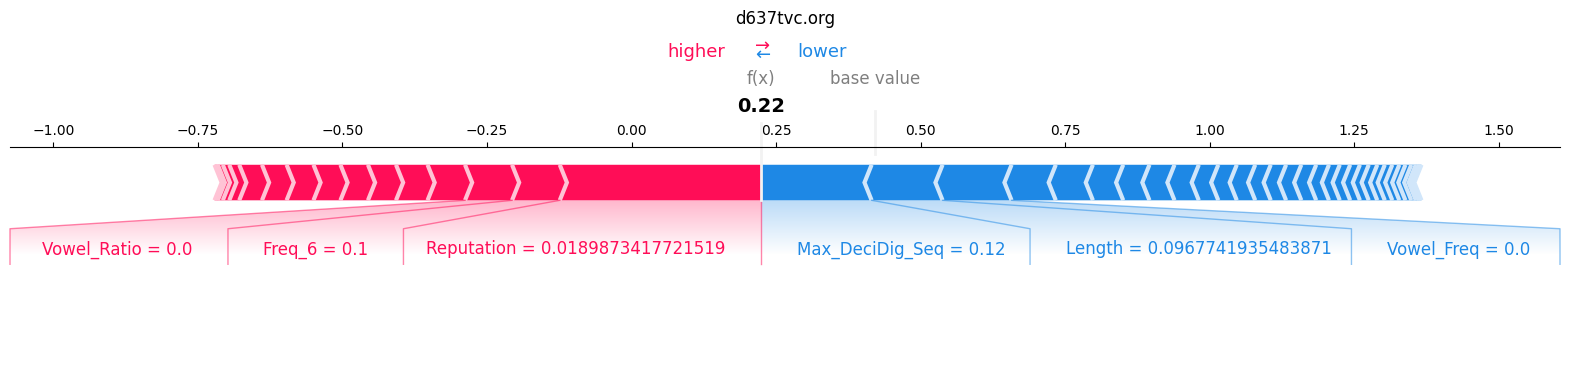 d637tvc.org
higher ⇄ lower
f(x) base value
0.22
−1.00 −0.75 −0.50 −0.25 0.00 0.25 0.50 0.75 1.00 1.25 1.50
Vowel_Ratio = 0.0 Freq_6 = 0.1 Reputation = 0.0189873417721519 Max_DeciDig_Seq = 0.12 Length = 0.0967741935483871 Vowel_Freq = 0.0